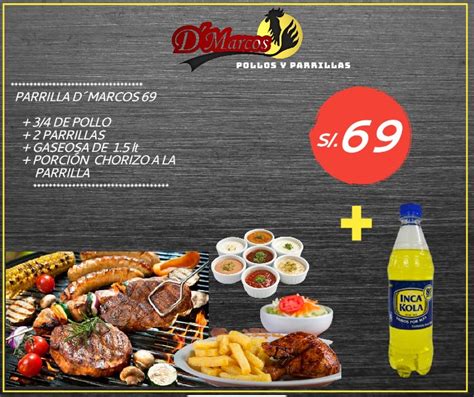 D'Marcos
POLLOS Y PARRILLAS
PARRILLA D´MARCOS 69
+ 3/4 DE POLLO
+ 2 PARRILLAS
+ GASEOSA DE 1.5 lt
+ PORCIÓN CHORIZO A LA
PARRILLA
S/. 69
+
INCA
KOLA